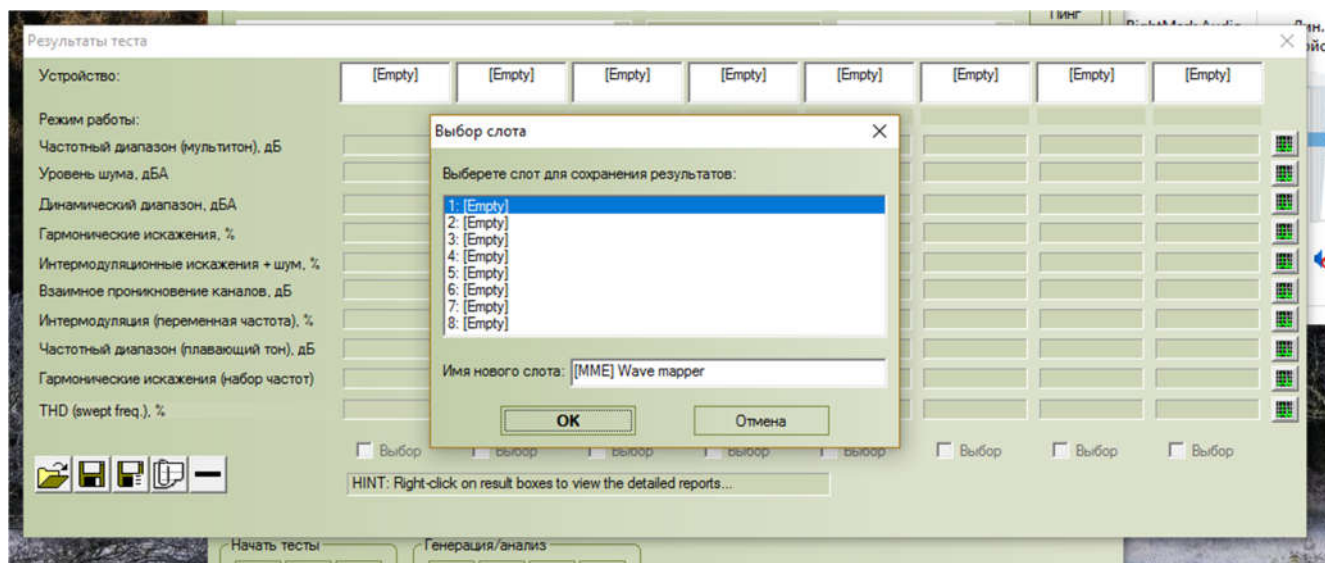 Пинг
RightMark Audio
Результаты теста
Устройство:
[Empty] [Empty] [Empty] [Empty] [Empty] [Empty] [Empty] [Empty]
Режим работы:
Частотный диапазон (мультитон), дБ
Уровень шума, дБА
Динамический диапазон, дБА
Гармонические искажения, %
Интермодуляционные искажения + шум, %
Взаимное проникновение каналов, дБ
Интермодуляция (переменная частота), %
Частотный диапазон (плавающий тон), дБ
Гармонические искажения (набор частот)
THD (swept freq.), %
Выбор слота
Выберете слот для сохранения результатов:
1: [Empty]
2: [Empty]
3: [Empty]
4: [Empty]
5: [Empty]
6: [Empty]
7: [Empty]
8: [Empty]
Имя нового слота: [MME] Wave mapper
OK Отмена
Выбор Выбор Выбор Выбор Выбор Выбор Выбор Выбор
HINT: Right-click on result boxes to view the detailed reports...
Начать тесты Генерация/анализ